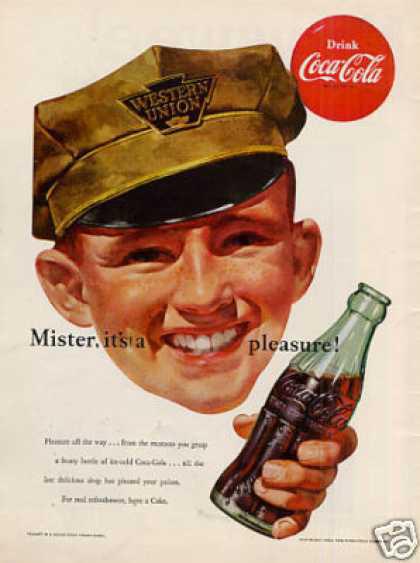 Drink
Coca-Cola
WESTERN
UNION
Mister, it's a pleasure!
Coca-Cola
Pleasure all the way . . . from the moment you grasp
a frosty bottle of ice-cold Coca-Cola . . . till the
last delicious drop has pleased your palate.
For real refreshment, have a Coke.